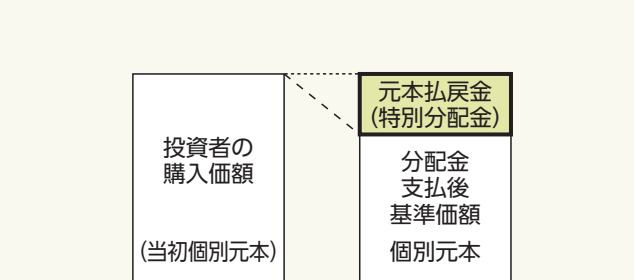 投資者の
購入価額
(当初個別元本)
元本払戻金
(特別分配金)
分配金
支払後
基準価額
個別元本